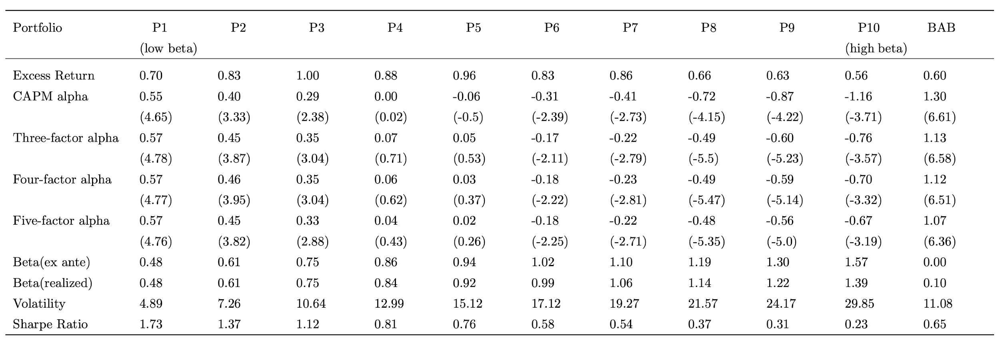 Portfolio P1 P2 P3 P4 P5 P6 P7 P8 P9 P10 BAB
(low beta) (high beta)
Excess Return 0.70 0.83 1.00 0.88 0.96 0.83 0.86 0.66 0.63 0.56 0.60
CAPM alpha 0.55 0.40 0.29 0.00 -0.06 -0.31 -0.41 -0.72 -0.87 -1.16 1.30
(4.65) (3.33) (2.38) (0.02) (-0.5) (-2.39) (-2.73) (-4.15) (-4.22) (-3.71) (6.61)
Three-factor alpha 0.57 0.45 0.35 0.07 0.05 -0.17 -0.22 -0.49 -0.60 -0.76 1.13
(4.78) (3.87) (3.04) (0.71) (0.53) (-2.11) (-2.79) (-5.5) (-5.23) (-3.57) (6.58)
Four-factor alpha 0.57 0.46 0.35 0.06 0.03 -0.18 -0.23 -0.49 -0.59 -0.70 1.12
(4.77) (3.95) (3.04) (0.62) (0.37) (-2.22) (-2.81) (-5.47) (-5.14) (-3.32) (6.51)
Five-factor alpha 0.57 0.45 0.33 0.04 0.02 -0.18 -0.22 -0.48 -0.56 -0.67 1.07
(4.76) (3.82) (2.88) (0.43) (0.26) (-2.25) (-2.71) (-5.35) (-5.0) (-3.19) (6.36)
Beta(ex ante) 0.48 0.61 0.75 0.86 0.94 1.02 1.10 1.19 1.30 1.57 0.00
Beta(realized) 0.48 0.61 0.75 0.84 0.92 0.99 1.06 1.14 1.22 1.39 0.10
Volatility 4.89 7.26 10.64 12.99 15.12 17.12 19.27 21.57 24.17 29.85 11.08
Sharpe Ratio 1.73 1.37 1.12 0.81 0.76 0.58 0.54 0.37 0.31 0.23 0.65